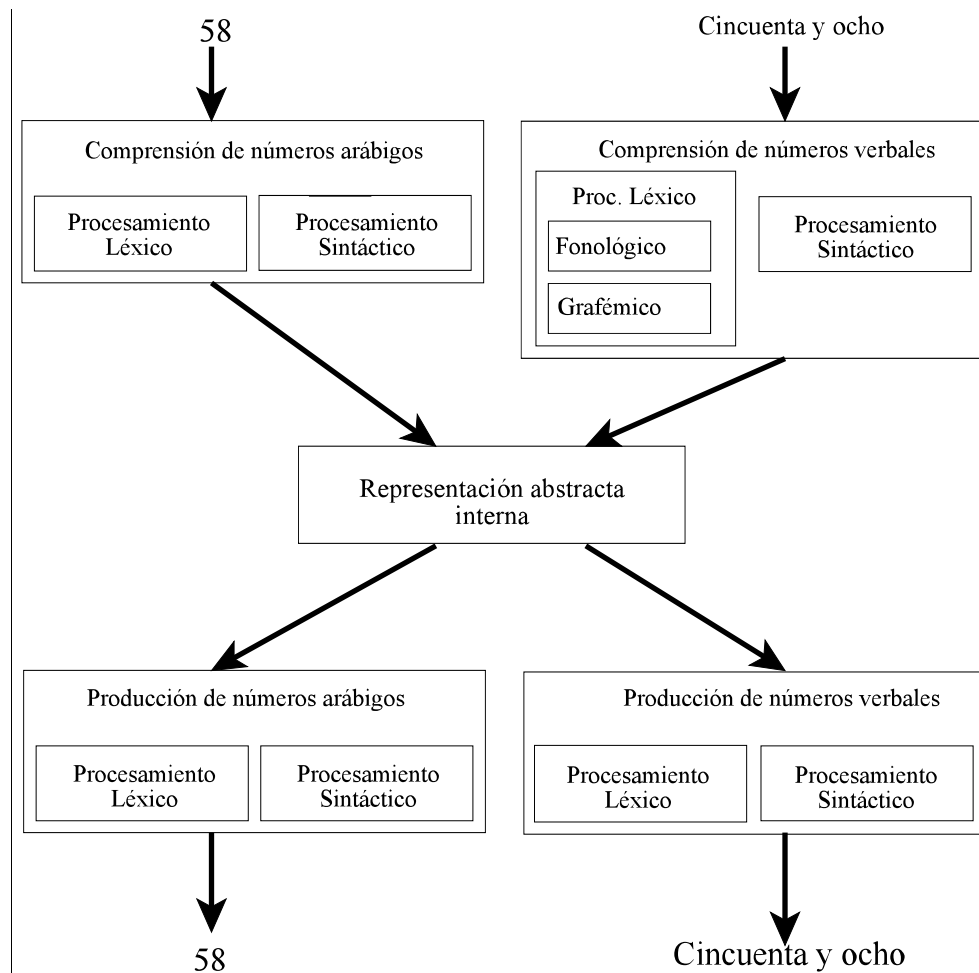 58
Cincuenta y ocho
Comprensión de números arábigos
Procesamiento
Léxico
Procesamiento
Sintáctico
Comprensión de números verbales
Proc. Léxico
Fonológico
Grafémico
Procesamiento
Sintáctico
Representación abstracta
interna
Producción de números arábigos
Procesamiento
Léxico
Procesamiento
Sintáctico
Producción de números verbales
Procesamiento
Léxico
Procesamiento
Sintáctico
58
Cincuenta y ocho